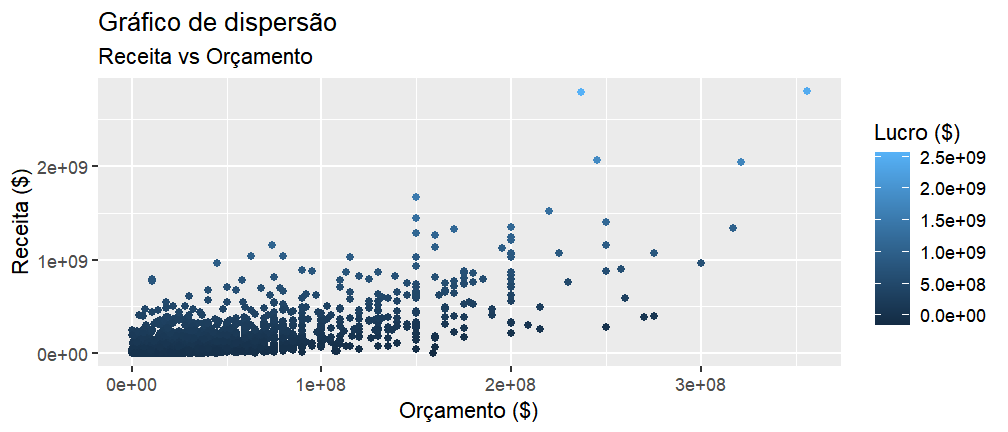 Gráfico de dispersão
Receita vs Orçamento
Receita ($)
2e+09
1e+09
0e+00
0e+00 1e+08 2e+08 3e+08
Orçamento ($)
Lucro ($)
2.5e+09
2.0e+09
1.5e+09
1.0e+09
5.0e+08
0.0e+00